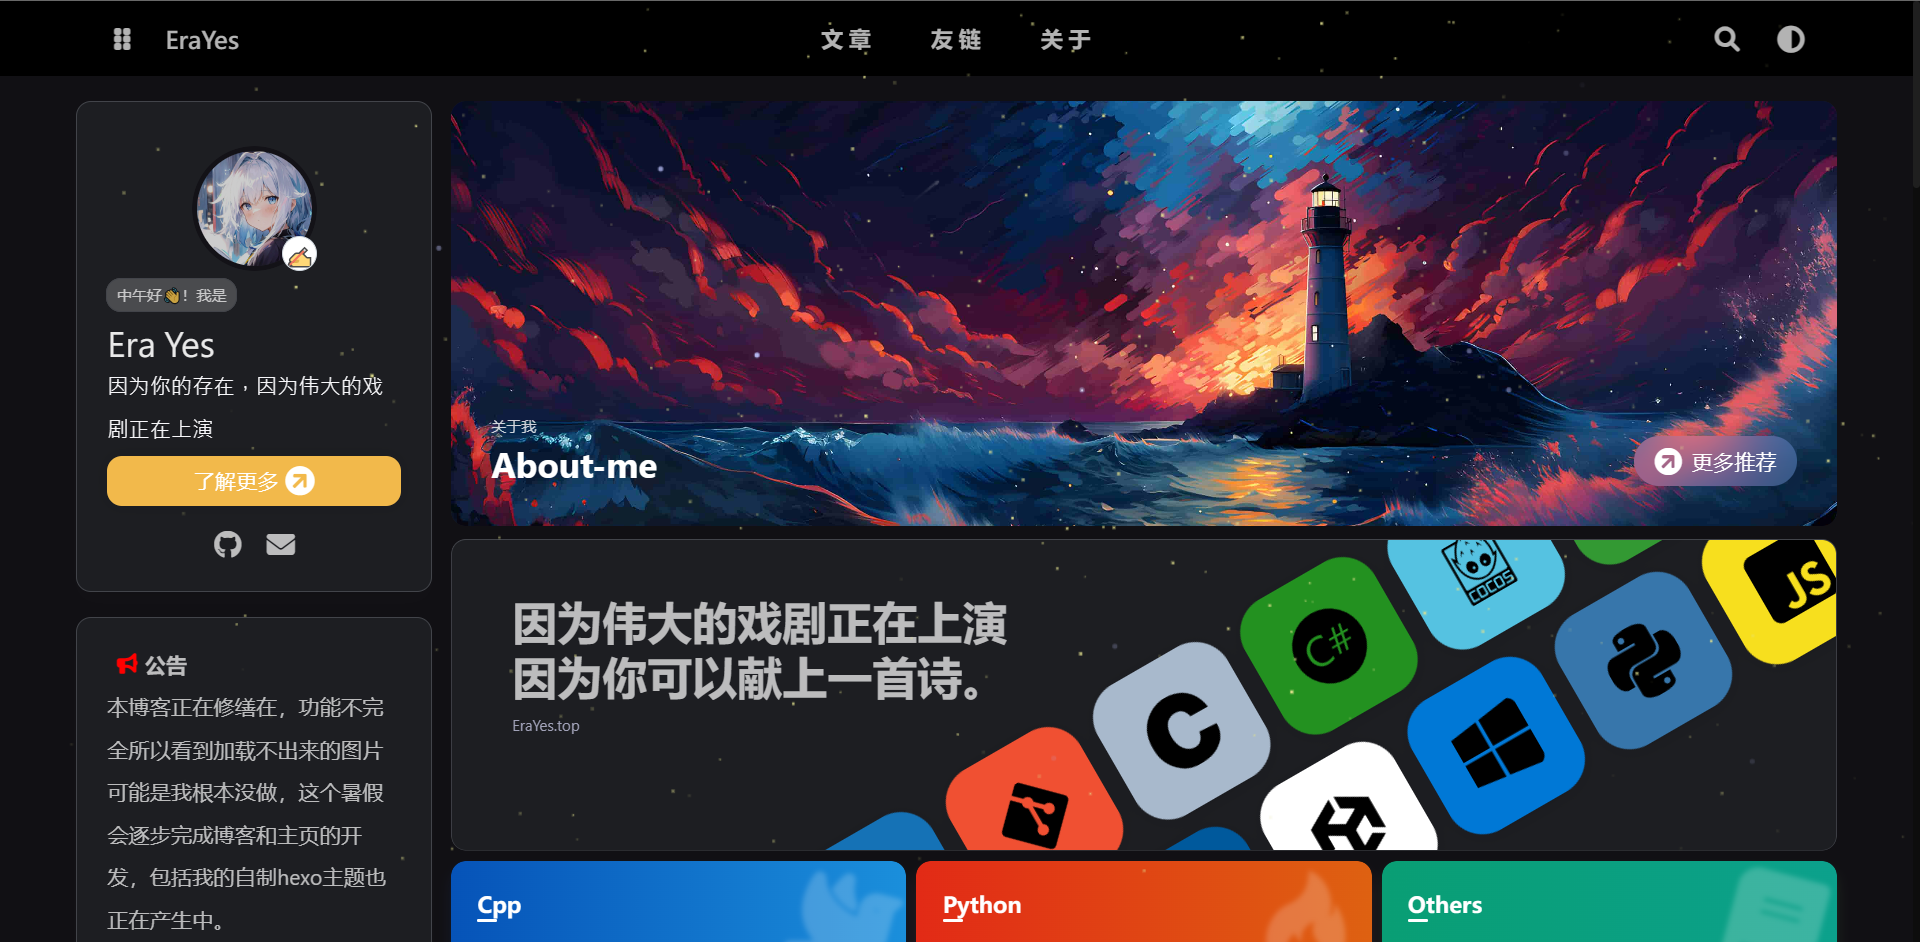 EraYes
文章
友链
关于
中午好👋！我是
Era Yes
因为你的存在，因为伟大的戏
剧正在上演
了解更多
公告
本博客正在修缮在，功能不完
全所以看到加载不出来的图片
可能是我根本没做，这个暑假
会逐步完成博客和主页的开
发，包括我的自制hexo主题也
正在产生中。
关于我
About-me
更多推荐
因为伟大的戏剧正在上演
因为你可以献上一首诗。
EraYes.top
C
C#
COCOS
JS
Cpp
Python
Others